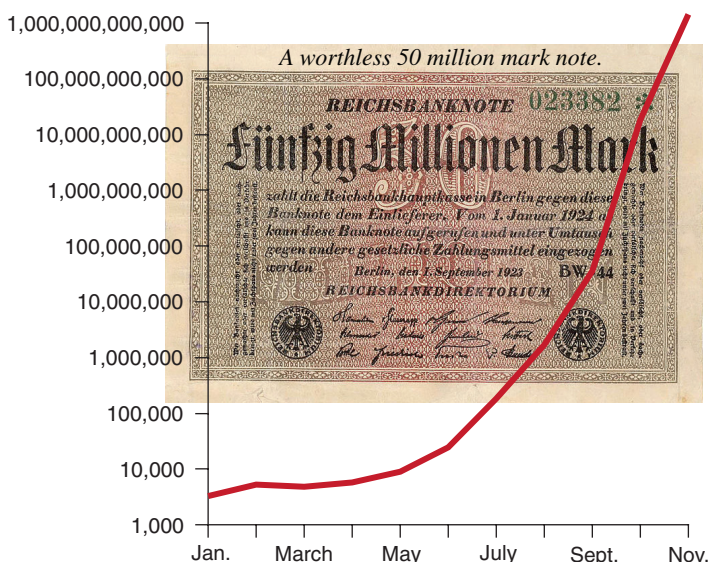 1,000,000,000,000
A worthless 50 million mark note.
100,000,000,000
REICHSBANKNOTE 023382 *
10,000,000,000
Fünfzig Millionen Mark
1,000,000,000
zahlt die Reichsbankhauptkasse in Berlin gegen diese
Banknote dem Einlieferer. Vom 1. Januar 1924 a
kann diese Banknote aufgerufen und unter Umtausch
100,000,000
gegen andere gesetzliche Zahlungsmittel eingezogen
werden
Berlin, den 1. September 1923 BW 44
REICHSBANKDIREKTORIUM
10,000,000
1,000,000
100,000
10,000
1,000
Jan. March May July Sept. Nov.
50